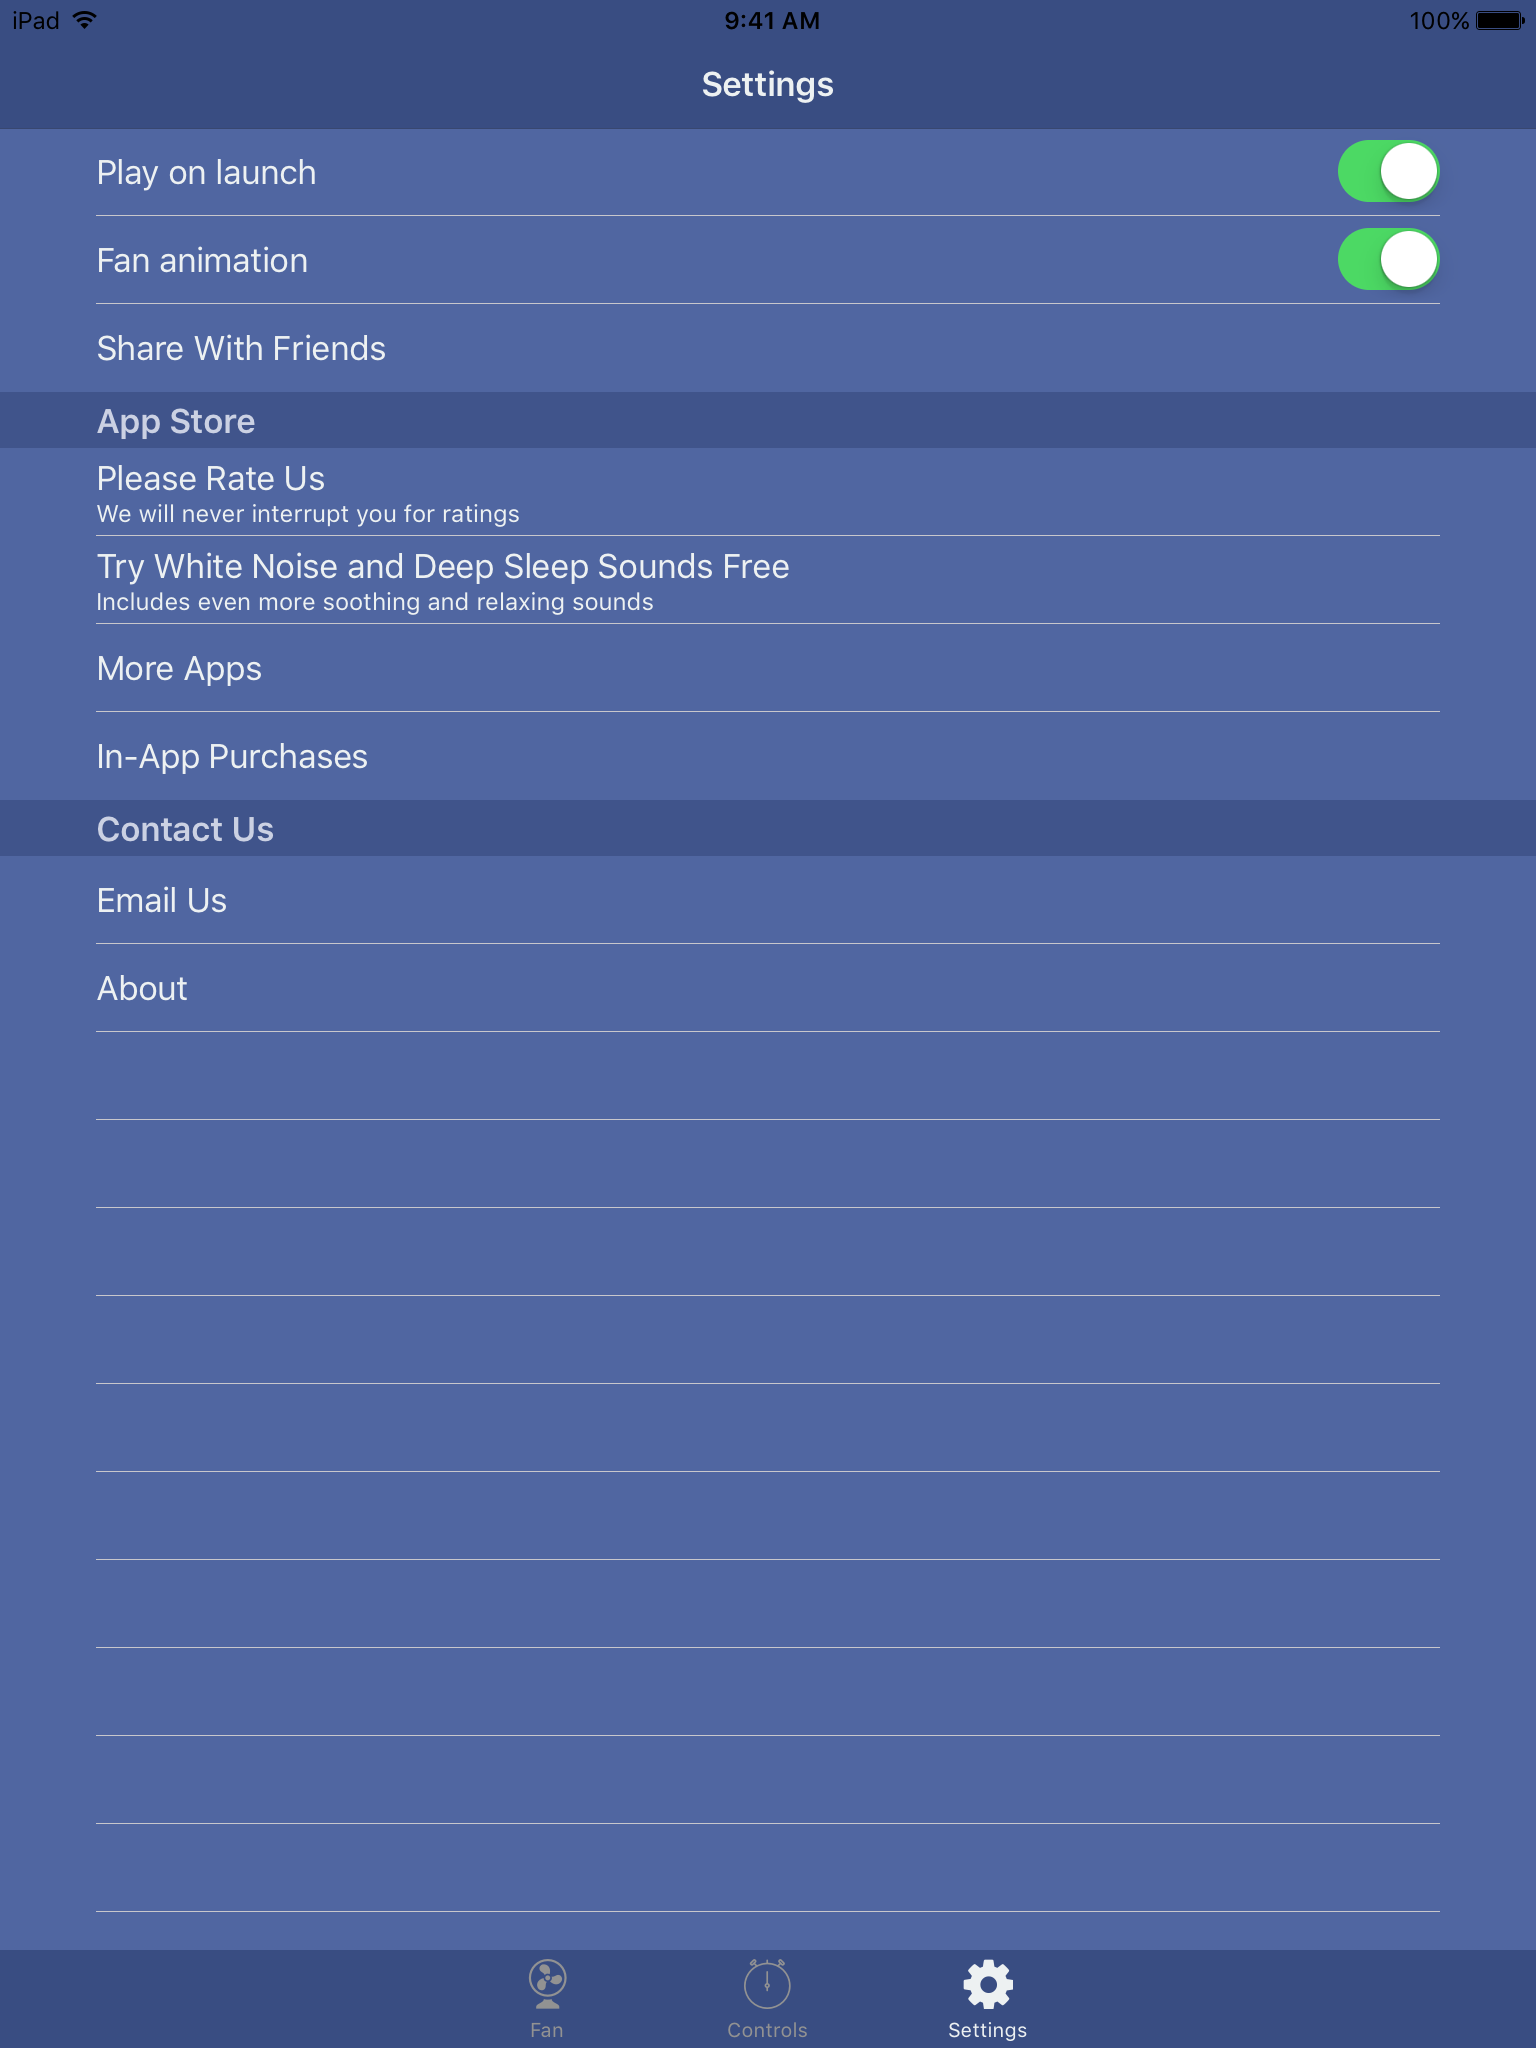 iPad 9:41 AM 100%
Settings
Play on launch
Fan animation
Share With Friends
App Store
Please Rate Us
We will never interrupt you for ratings
Try White Noise and Deep Sleep Sounds Free
Includes even more soothing and relaxing sounds
More Apps
In-App Purchases
Contact Us
Email Us
About
Fan Controls Settings